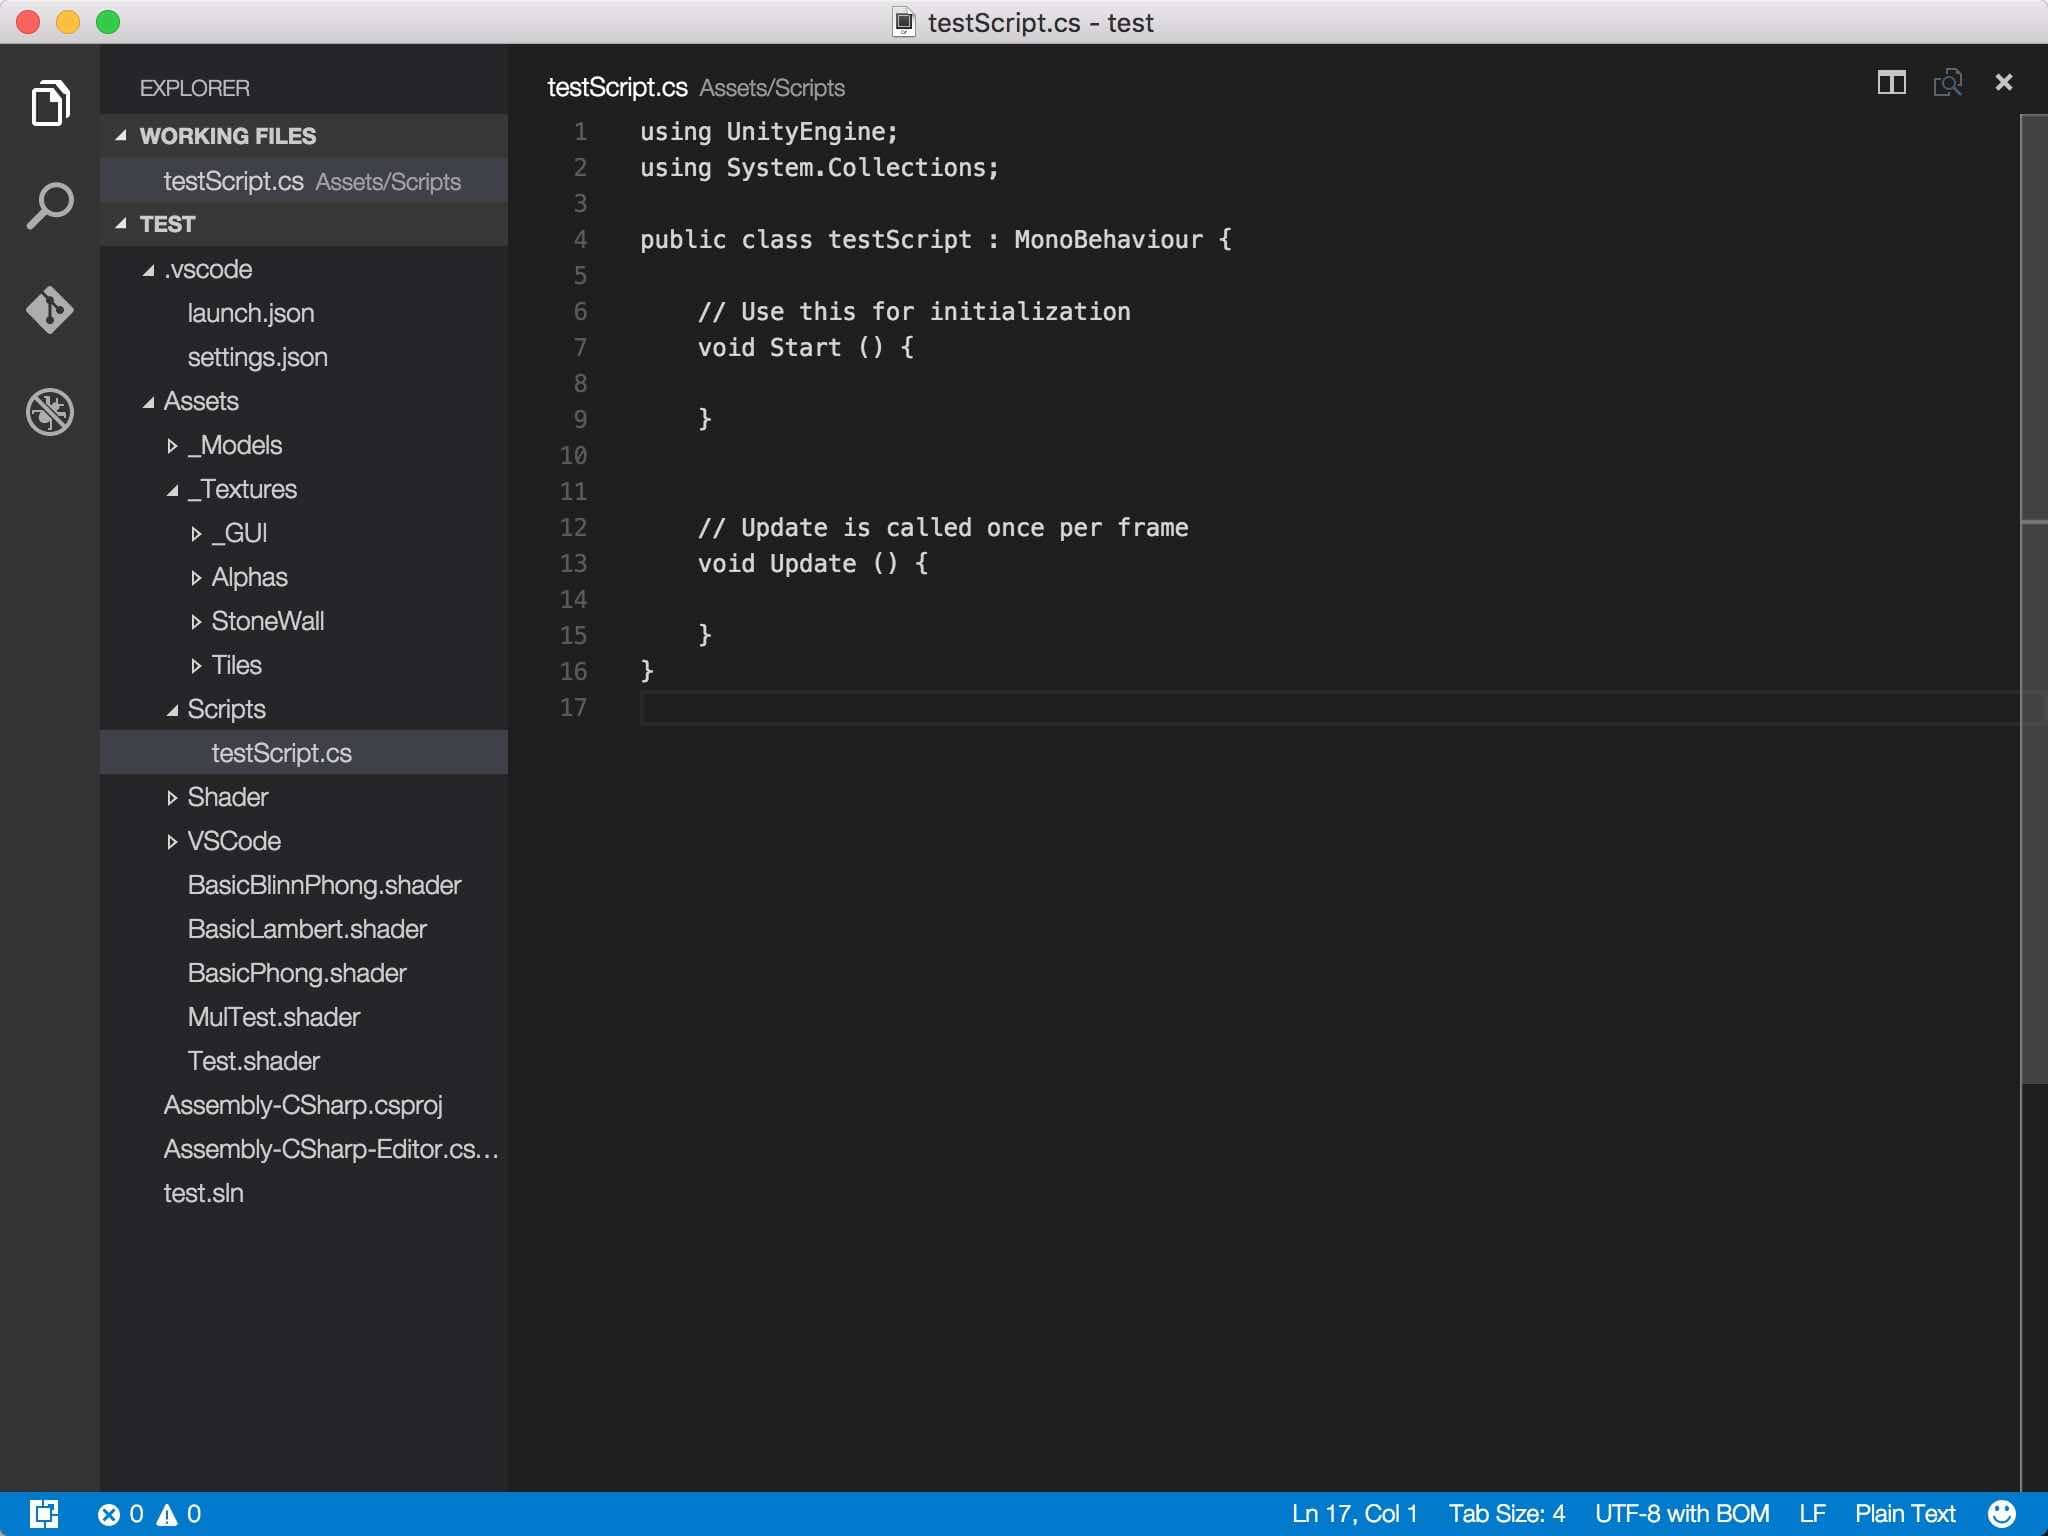 testScript.cs - test
EXPLORER
WORKING FILES
testScript.cs Assets/Scripts
TEST
.vscode
launch.json
settings.json
Assets
_Models
_Textures
_GUI
Alphas
StoneWall
Tiles
Scripts
testScript.cs
Shader
VSCode
BasicBlinnPhong.shader
BasicLambert.shader
BasicPhong.shader
MulTest.shader
Test.shader
Assembly-CSharp.csproj
Assembly-CSharp-Editor.cs...
test.sln
testScript.cs Assets/Scripts
1 using UnityEngine;
2 using System.Collections;
3
4 public class testScript : MonoBehaviour {
5
6 // Use this for initialization
7 void Start () {
8
9 }
10
11
12 // Update is called once per frame
13 void Update () {
14
15 }
16 }
17
0 0
Ln 17, Col 1 Tab Size: 4 UTF-8 with BOM LF Plain Text